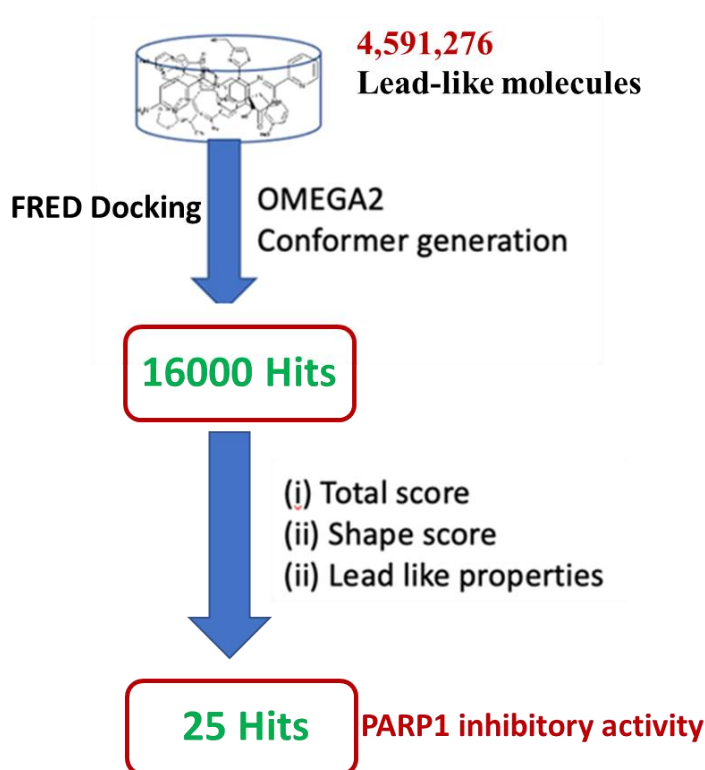 4,591,276
Lead-like molecules
FRED Docking
OMEGA2
Conformer generation
16000 Hits
(i) Total score
(ii) Shape score
(ii) Lead like properties
25 Hits
PARP1 inhibitory activity